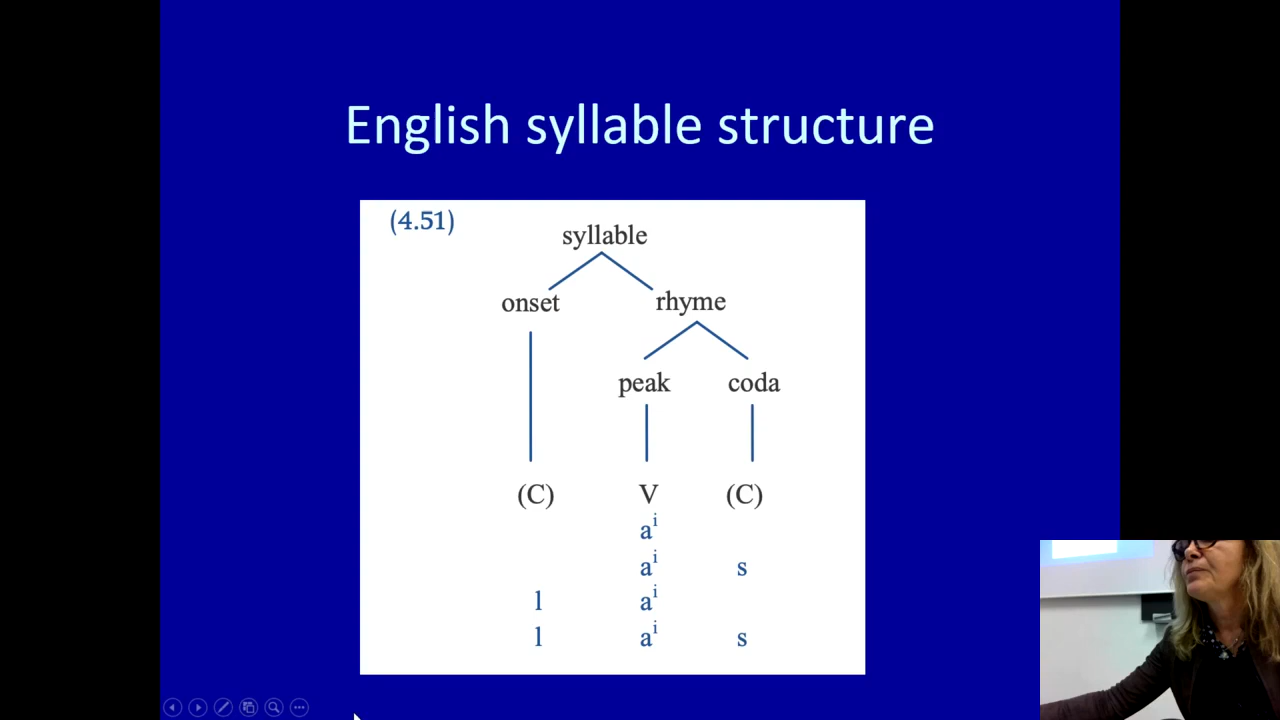 English syllable structure
(4.51)
syllable
onset rhyme
peak coda
(C) V (C)
aⁱ
aⁱ s
l aⁱ
l aⁱ s